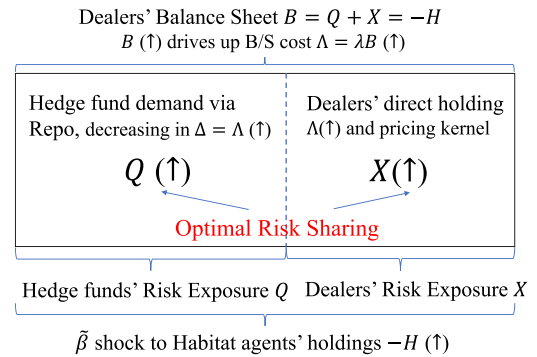 Dealers' Balance Sheet B = Q + X = −H
B (↑) drives up B/S cost Λ = λB (↑)
Hedge fund demand via
Repo, decreasing in Δ = Λ (↑)
Q (↑)
Dealers' direct holding
Λ(↑) and pricing kernel
X(↑)
Optimal Risk Sharing
Hedge funds' Risk Exposure Q
Dealers' Risk Exposure X
β̃ shock to Habitat agents' holdings −H (↑)